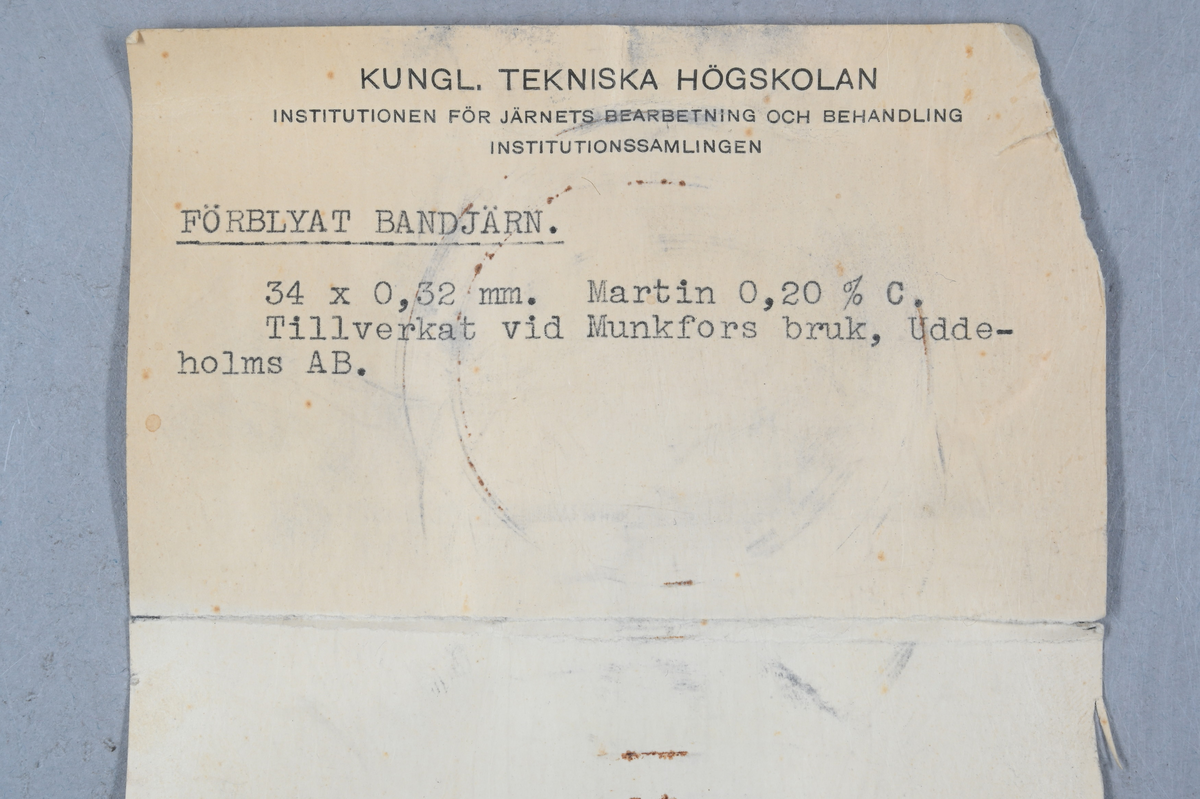 KUNGL. TEKNISKA HÖGSKOLAN
INSTITUTIONEN FÖR JÄRNETS BEARBETNING OCH BEHANDLING
INSTITUTIONSSAMLINGEN
FÖRBLYAT BANDJÄRN.
34 x 0,32 mm. Martin 0,20 % C.
Tillverkat vid Munkfors bruk, Udde-
holms AB.